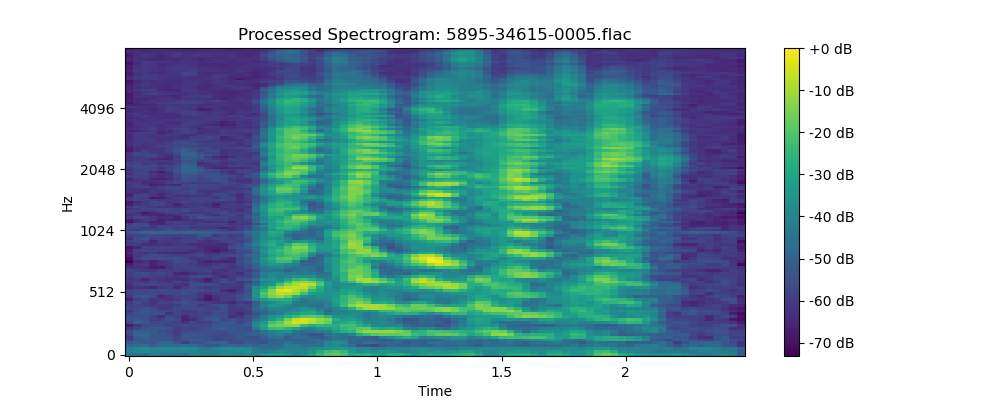 Processed Spectrogram: 5895-34615-0005.flac
Hz
4096
2048
1024
512
0
0 0.5 1 1.5 2
Time
+0 dB
-10 dB
-20 dB
-30 dB
-40 dB
-50 dB
-60 dB
-70 dB